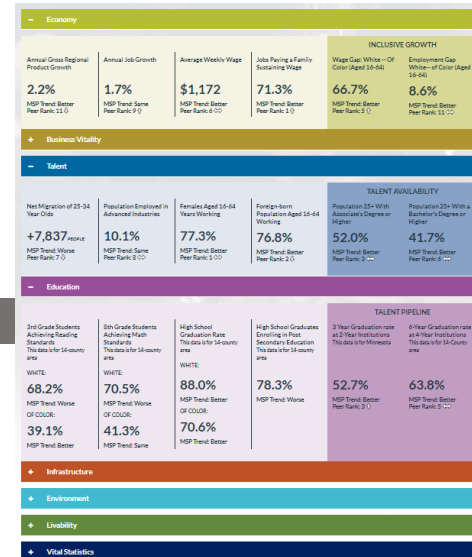 − Economy
INCLUSIVE GROWTH
Annual Gross Regional
Product Growth
2.2%
MSP Trend: Better
Peer Rank: 11
Annual Job Growth
1.7%
MSP Trend: Same
Peer Rank: 9
Average Weekly Wage
$1,172
MSP Trend: Better
Peer Rank: 6
Jobs Paying a Family
Sustaining Wage
71.3%
MSP Trend: Better
Peer Rank: 1
Wage Gap: White -- Of
Color (Aged 16-64)
66.7%
MSP Trend: Better
Peer Rank: 5
Employment Gap
White-- of Color (Aged
16-64)
8.6%
MSP Trend: Better
Peer Rank: 11
+ Business Vitality
− Talent
TALENT AVAILABILITY
Net Migration of 25-34
Year Olds
+7,837 PEOPLE
MSP Trend: Worse
Peer Rank: 7
Population Employed in
Advanced Industries
10.1%
MSP Trend: Same
Peer Rank: 8
Females Aged 16-64
Years Working
77.3%
MSP Trend: Better
Peer Rank: 1
Foreign-born
Population Aged 16-64
Working
76.8%
MSP Trend: Better
Peer Rank: 2
Population 25+ With
Associate's Degree or
Higher
52.0%
MSP Trend: Better
Peer Rank: 3
Population 25+ With a
Bachelor's Degree or
Higher
41.7%
MSP Trend: Better
Peer Rank: 6
− Education
TALENT PIPELINE
3rd Grade Students
Achieving Reading
Standards
This data is for 14-county
area
WHITE:
68.2%
MSP Trend: Worse
OF COLOR:
39.1%
MSP Trend: Better
8th Grade Students
Achieving Math
Standards
This data is for 14-county
area
WHITE:
70.5%
MSP Trend: Worse
OF COLOR:
41.3%
MSP Trend: Same
High School
Graduation Rate
This data is for 14-county
area
WHITE:
88.0%
MSP Trend: Better
OF COLOR:
70.6%
MSP Trend: Better
High School Graduates
Enrolling in Post
Secondary Education
This data is for 14-county
area
78.3%
MSP Trend: Worse
3 Year Graduation rate
at 2-Year Institutions
This data is for Minnesota
52.7%
MSP Trend: Better
Peer Rank: 3
6-Year Graduation rate
at 4-Year Institutions
This data is for 14-County
area
63.8%
MSP Trend: Better
Peer Rank: 5
+ Infrastructure
+ Environment
+ Livability
+ Vital Statistics